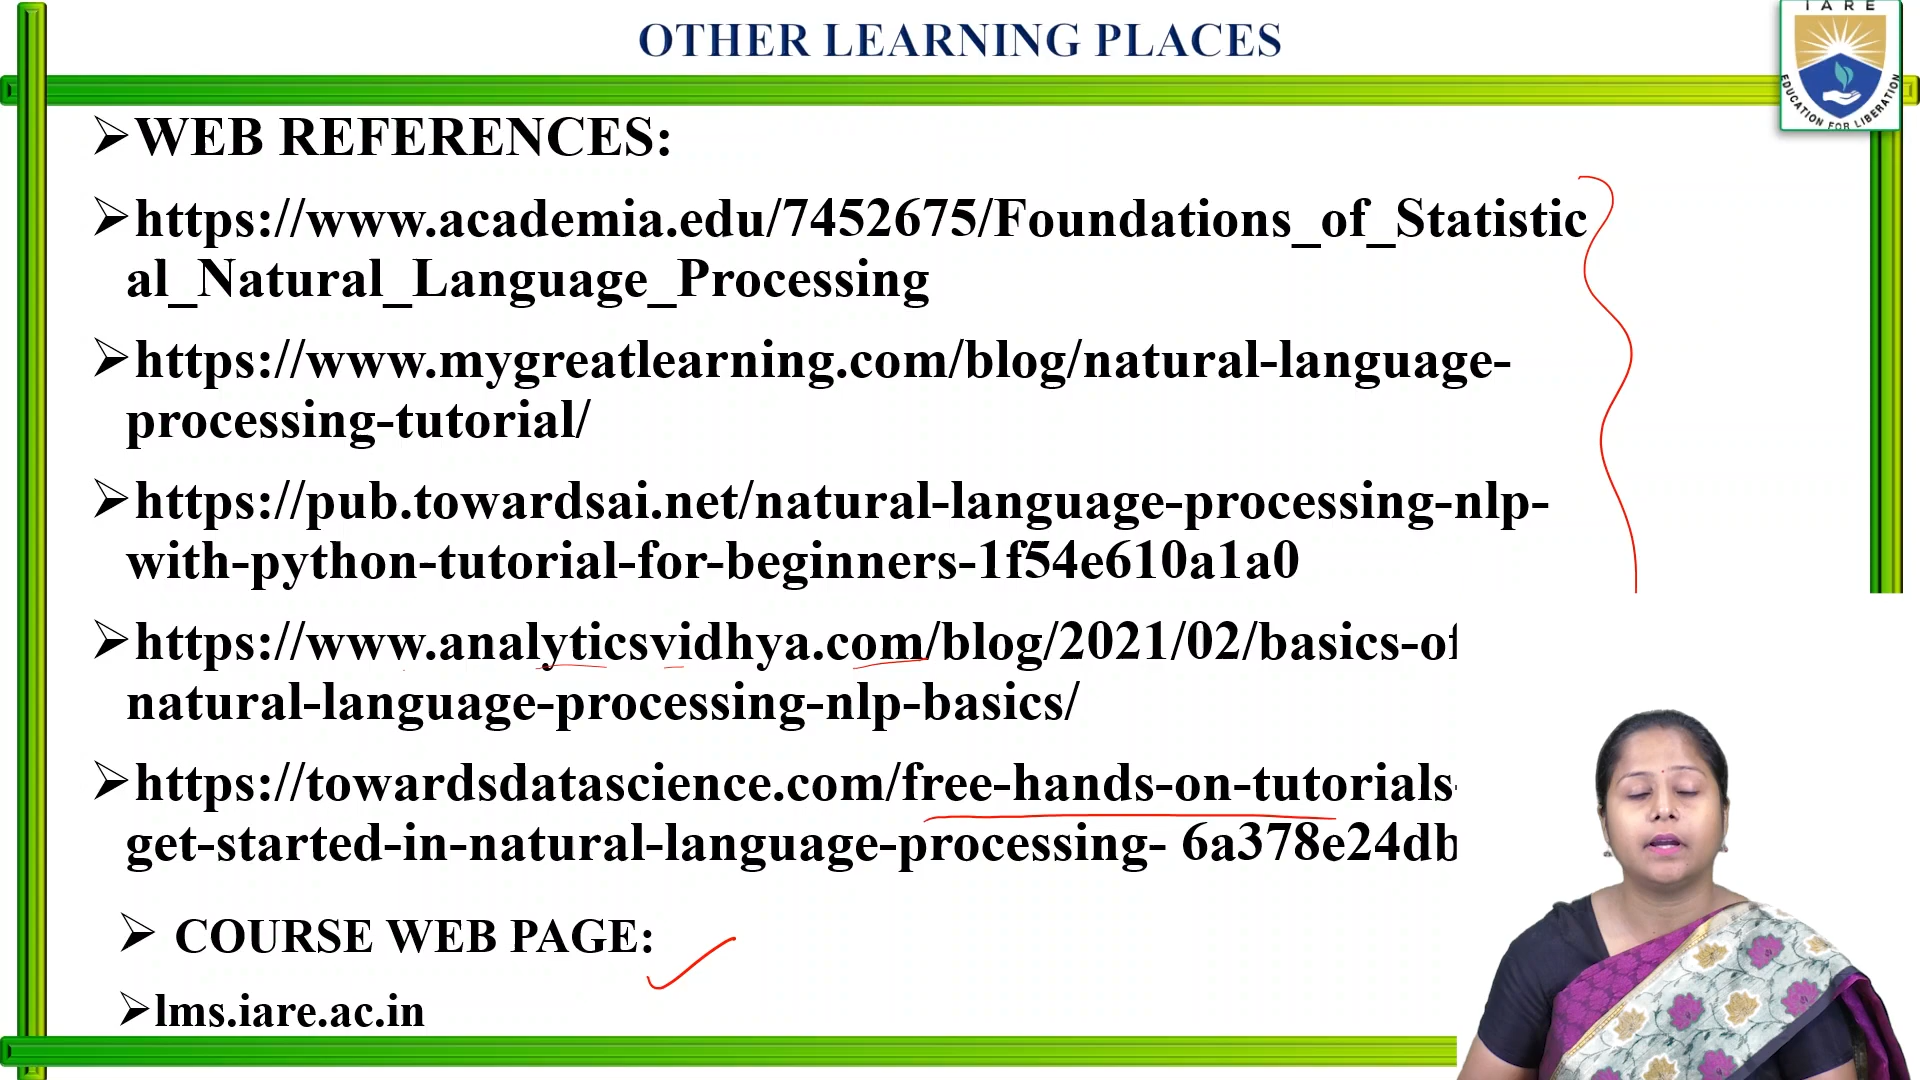 OTHER LEARNING PLACES
IARE
EDUCATION FOR LIBERATION
➢WEB REFERENCES:
➢https://www.academia.edu/7452675/Foundations_of_Statistic
al_Natural_Language_Processing
➢https://www.mygreatlearning.com/blog/natural-language-
processing-tutorial/
➢https://pub.towardsai.net/natural-language-processing-nlp-
with-python-tutorial-for-beginners-1f54e610a1a0
➢https://www.analyticsvidhya.com/blog/2021/02/basics-of
natural-language-processing-nlp-basics/
➢https://towardsdatascience.com/free-hands-on-tutorials-
get-started-in-natural-language-processing- 6a378e24db
➢ COURSE WEB PAGE:
➢lms.iare.ac.in